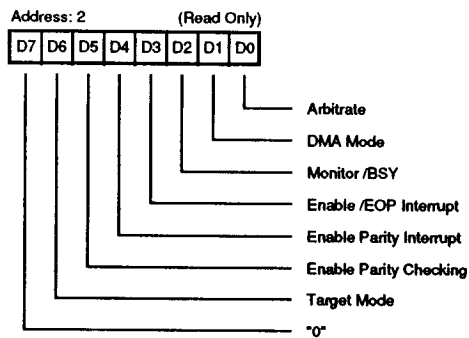 Address: 2 (Read Only)
D7 D6 D5 D4 D3 D2 D1 D0
Arbitrate
DMA Mode
Monitor /BSY
Enable /EOP Interrupt
Enable Parity Interrupt
Enable Parity Checking
Target Mode
"0"